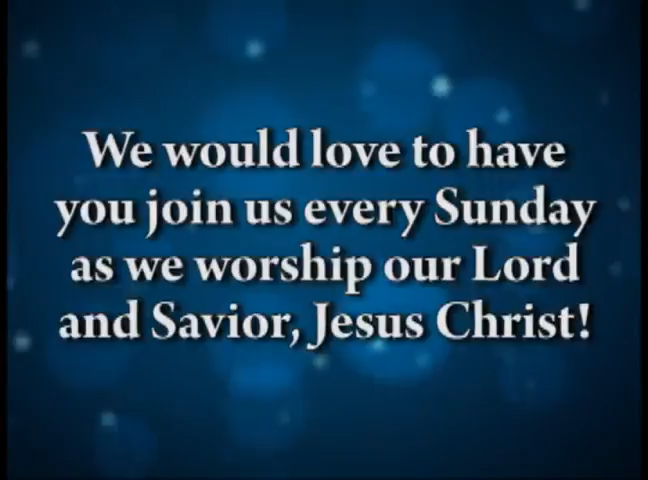 We would love to have
you join us every Sunday
as we worship our Lord
and Savior, Jesus Christ!